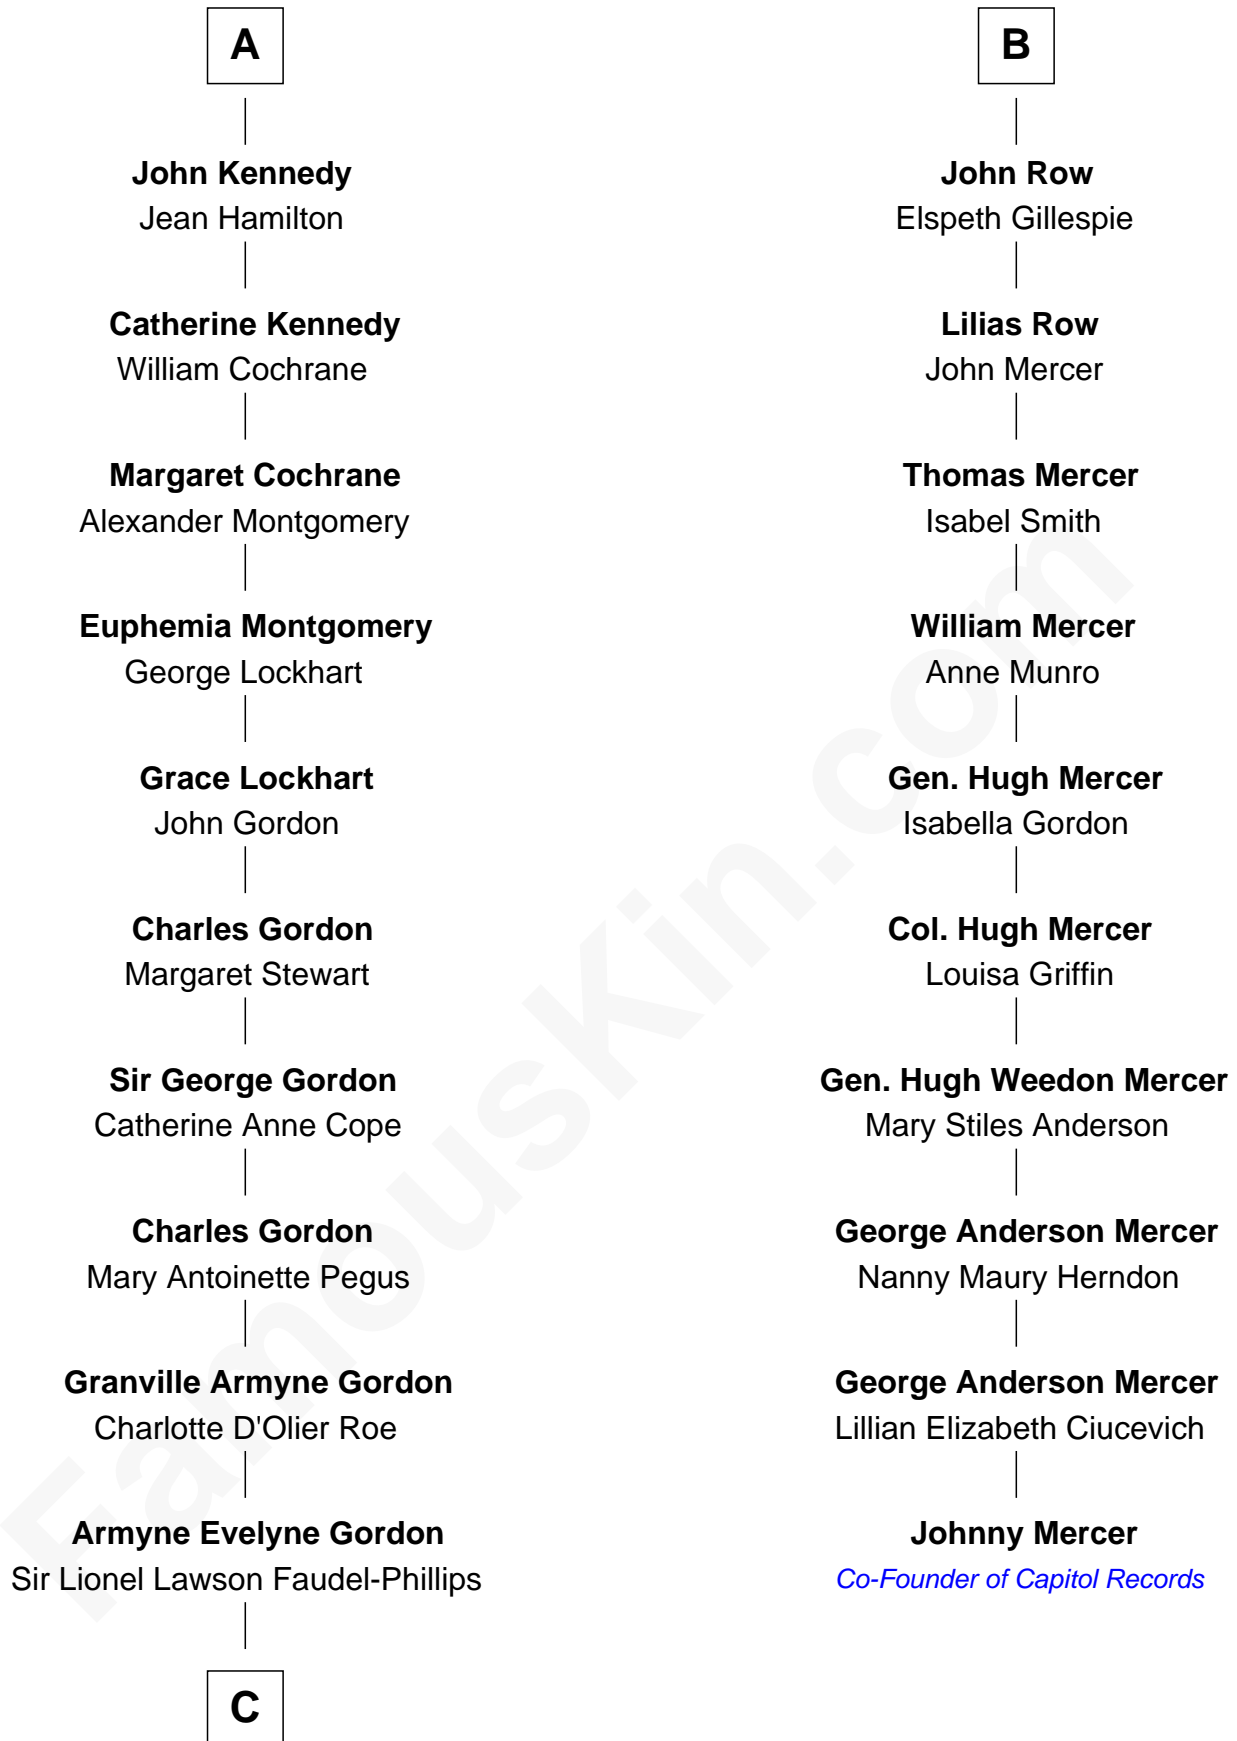 A
John Kennedy
Jean Hamilton
Catherine Kennedy
William Cochrane
Margaret Cochrane
Alexander Montgomery
Euphemia Montgomery
George Lockhart
Grace Lockhart
John Gordon
Charles Gordon
Margaret Stewart
Sir George Gordon
Catherine Anne Cope
Charles Gordon
Mary Antoinette Pegus
Granville Armyne Gordon
Charlotte D'Olier Roe
Armyne Evelyne Gordon
Sir Lionel Lawson Faudel-Phillips
C
B
John Row
Elspeth Gillespie
Lilias Row
John Mercer
Thomas Mercer
Isabel Smith
William Mercer
Anne Munro
Gen. Hugh Mercer
Isabella Gordon
Col. Hugh Mercer
Louisa Griffin
Gen. Hugh Weedon Mercer
Mary Stiles Anderson
George Anderson Mercer
Nanny Maury Herndon
George Anderson Mercer
Lillian Elizabeth Ciucevich
Johnny Mercer
Co-Founder of Capitol Records
FamousKin.com